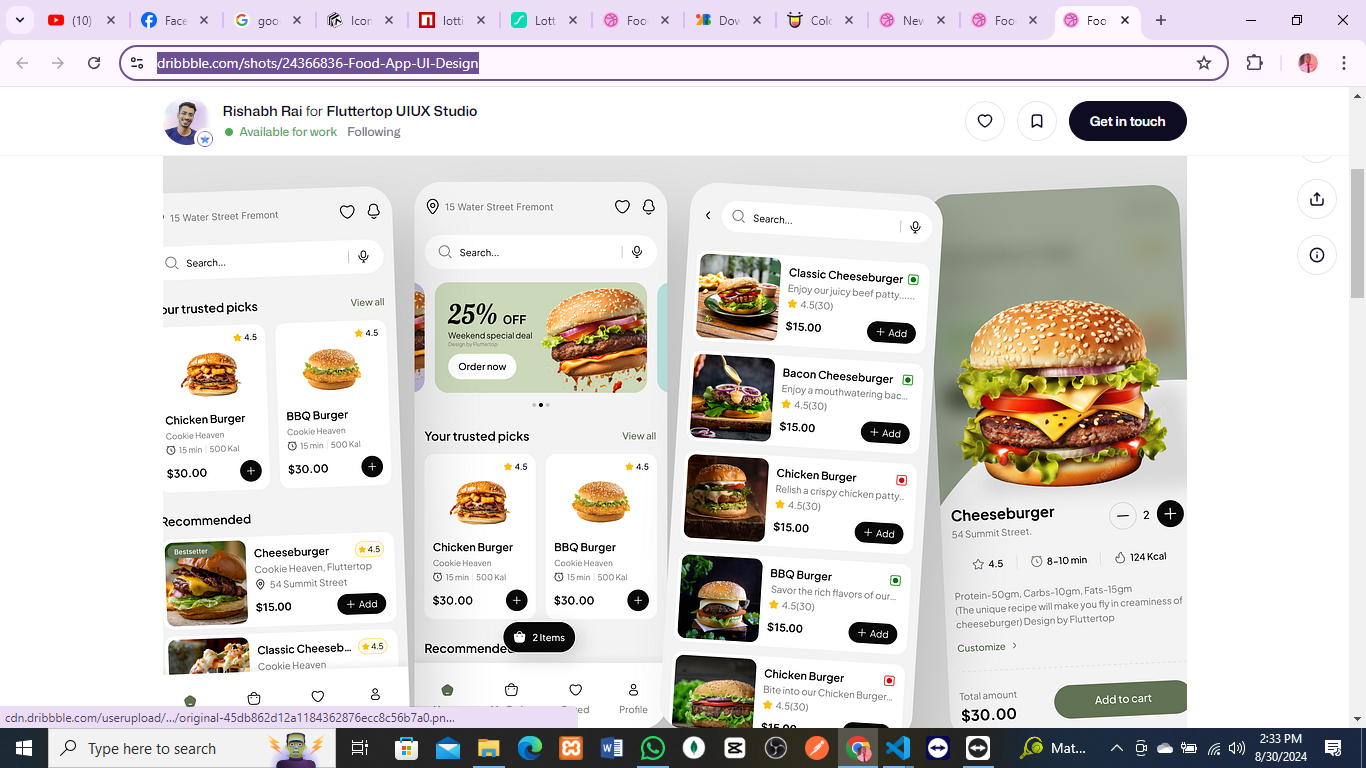 (10)
Face
goo
Icon
lotti
Lott
Foo
Dov
Colo
New
Foo
Foo
dribbble.com/shots/24366836-Food-App-UI-Design
Rishabh Rai for Fluttertop UIUX Studio
Available for work Following
Get in touch
15 Water Street Fremont
Search...
our trusted picks View all
4.5
4.5
Chicken Burger
Cookie Heaven
15 min | 500 Kal
$30.00
BBQ Burger
Cookie Heaven
15 min | 500 Kal
$30.00
Recommended
Bestsetter
Cheeseburger 4.5
Cookie Heaven, Fluttertop
54 Summit Street
$15.00 + Add
Classic Cheeseb... 4.5
Cookie Heaven
15 Water Street Fremont
Search...
25% OFF
Weekend special deal
Design by Fluttertop
Order now
Your trusted picks View all
4.5
4.5
Chicken Burger
Cookie Heaven
15 min | 500 Kal
$30.00
BBQ Burger
Cookie Heaven
15 min | 500 Kal
$30.00
2 Items
Profile
Search...
Classic Cheeseburger
Enjoy our juicy beef patty......
4.5(30)
$15.00 + Add
Bacon Cheeseburger
Enjoy a mouthwatering bac...
4.5(30)
$15.00 + Add
Chicken Burger
Relish a crispy chicken patty..
4.5(30)
$15.00 + Add
BBQ Burger
Savor the rich flavors of our...
4.5(30)
$15.00 + Add
Chicken Burger
Bite into our Chicken Burger...
4.5(30)
$15.00
Cheeseburger
54 Summit Street.
2
4.5 8-10 min 124 Kcal
Protein-50gm, Carbs-10gm, Fats-15gm
(The unique recipe will make you fly in creaminess of
cheeseburger) Design by Fluttertop
Customize >
Total amount
$30.00
Add to cart
cdn.dribbble.com/userupload/.../original-45db862d12a1184362876ecc8c56b7a0.pn...
Type here to search
Mat...
2:33 PM
8/30/2024